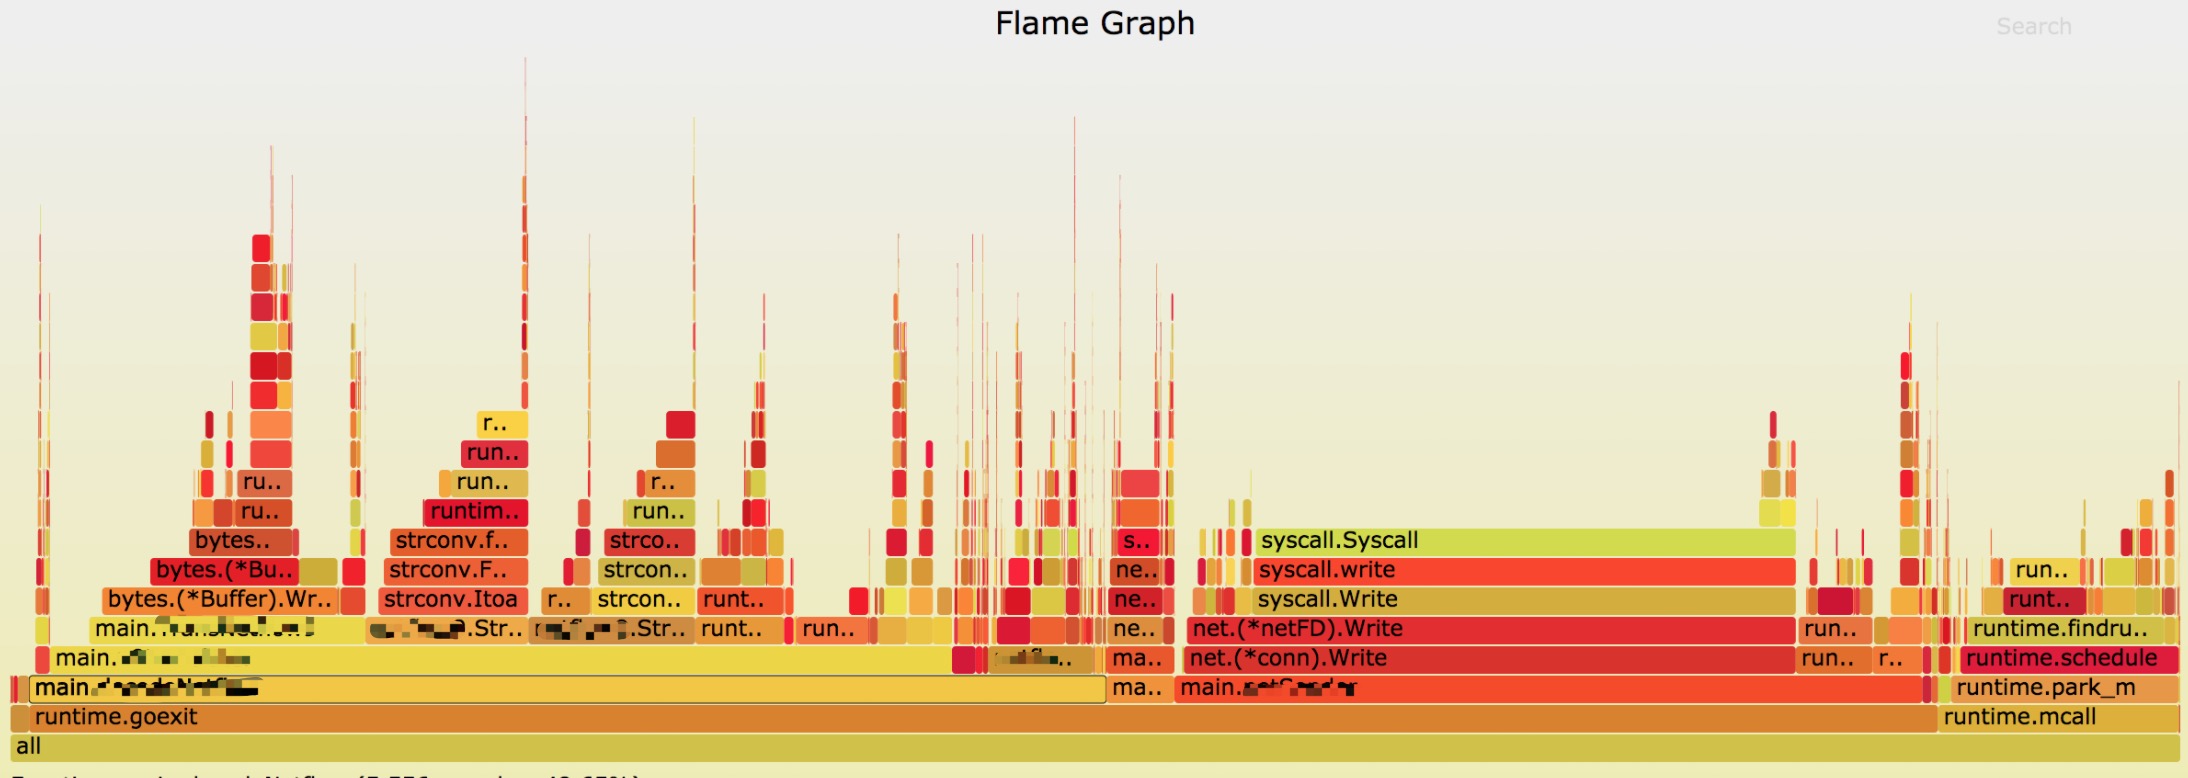 Flame Graph
Search
r..
run..
ru..
run..
r..
ru..
runtim..
run..
bytes..
strconv.f..
strco..
s..
syscall.Syscall
bytes.(*Bu..
strconv.F..
strcon..
ne..
syscall.write
run..
bytes.(*Buffer).Wr..
strconv.Itoa
r..
strcon..
runt..
ne..
syscall.Write
runt..
main.
.Str..
.Str..
runt..
run..
ne..
net.(*netFD).Write
run..
runtime.findru..
main.
ma..
net.(*conn).Write
run..
r..
runtime.schedule
main.
ma..
main.
runtime.park_m
runtime.goexit
runtime.mcall
all